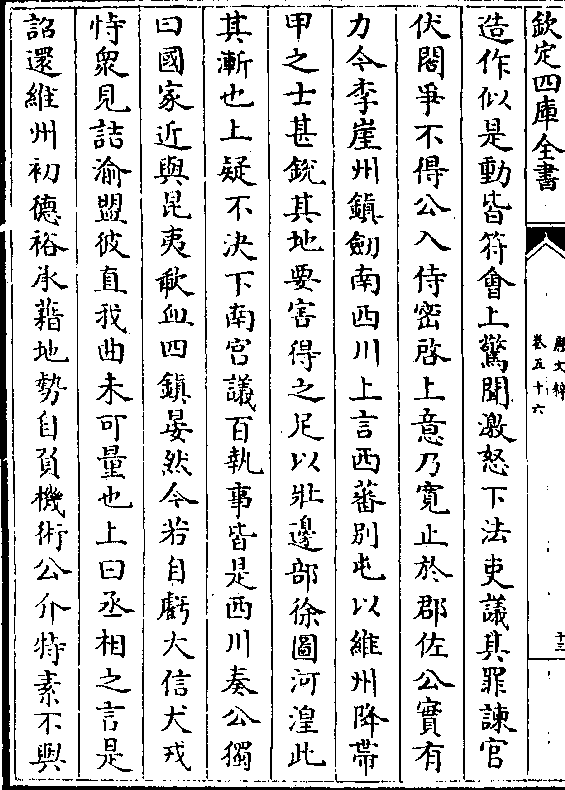 欽定四庫全書
唐文粹
卷五十六
十三
造作似是動皆符會上驚聞激怒下法吏議其罪諫官
伏閤爭不得公入侍密啓上意乃寛止於郡佐公實有
力今李崖州鎭劍南西川上言西蕃别屯以維州降帶
甲之士甚銳其地要害得之足以壯邊部徐圖河湟此
其漸也上疑不決下南宫議百執事皆是西川奏公獨
曰國家近與昆夷歃血四鎭晏然今若自虧大信犬戎
恃衆見詰渝盟彼直我曲未可量也上曰丞相之言是
詔還維州初德裕承藉地勢自負機術公介特素不與